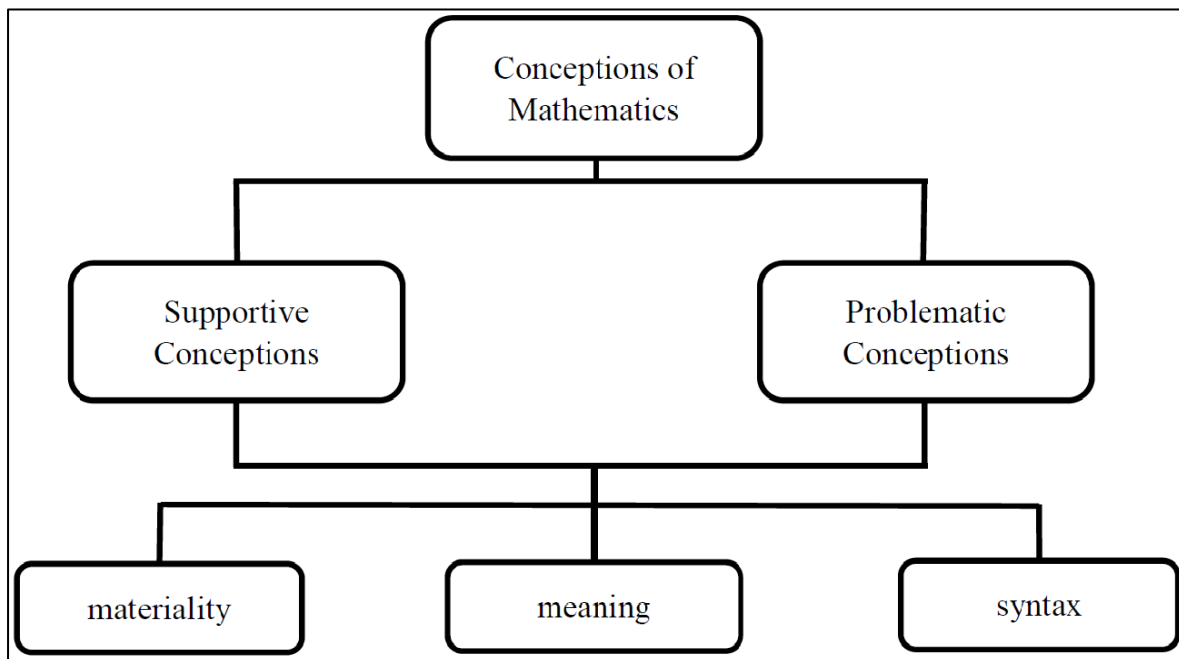 Conceptions of
Mathematics
Supportive
Conceptions
Problematic
Conceptions
materiality
meaning
syntax